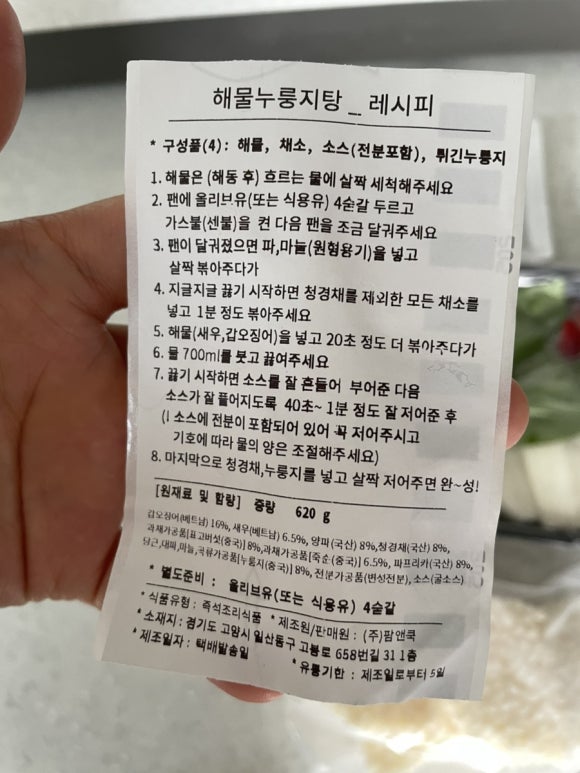 해물누룽지탕 _ 레시피
* 구성품(4): 해물, 채소, 소스(전분포함), 튀긴누룽지
1. 해물은 (해동 후) 흐르는 물에 살짝 세척해주세요
2. 팬에 올리브유(또는 식용유) 4숟갈 두르고
가스불(센불)을 켠 다음 팬을 조금 달궈주세요
3. 팬이 달궈졌으면 파,마늘(원형용기)을 넣고
살짝 볶아주다가
4. 지글지글 끓기 시작하면 청경채를 제외한 모든 채소를
넣고 1분 정도 볶아주세요
5. 해물(새우,갑오징어)을 넣고 20초 정도 더 볶아주다가
6. 물 700ml를 붓고 끓여주세요
7. 끓기 시작하면 소스를 잘 흔들어 부어준 다음
소스가 잘 풀어지도록 40초~ 1분 정도 잘 저어준 후
(! 소스에 전분이 포함되어 있어 꼭 저어주시고
기호에 따라 물의 양은 조절해주세요)
8. 마지막으로 청경채,누룽지를 넣고 살짝 저어주면 완~성!
[원재료 및 함량] 중량 620 g
갑오징어(베트남) 16%, 새우(베트남) 6.5%, 양파(국산) 8%,청경채(국산) 8%,
과채가공품[표고버섯(중국)] 8%,과채가공품[죽순(중국)] 6.5%, 파프리카(국산) 8%,
당근,대파,마늘,곡류가공품[누룽지(중국)] 8%, 전분가공품(변성전분), 소스(굴소스)
* 별도준비 : 올리브유(또는 식용유) 4숟갈
* 식품유형 : 즉석조리식품 * 제조원/판매원 : (주)팜앤쿡
* 소재지 : 경기도 고양시 일산동구 고봉로 658번길 31 1층
* 제조일자 : 택배발송일 * 유통기한 : 제조일로부터 5일